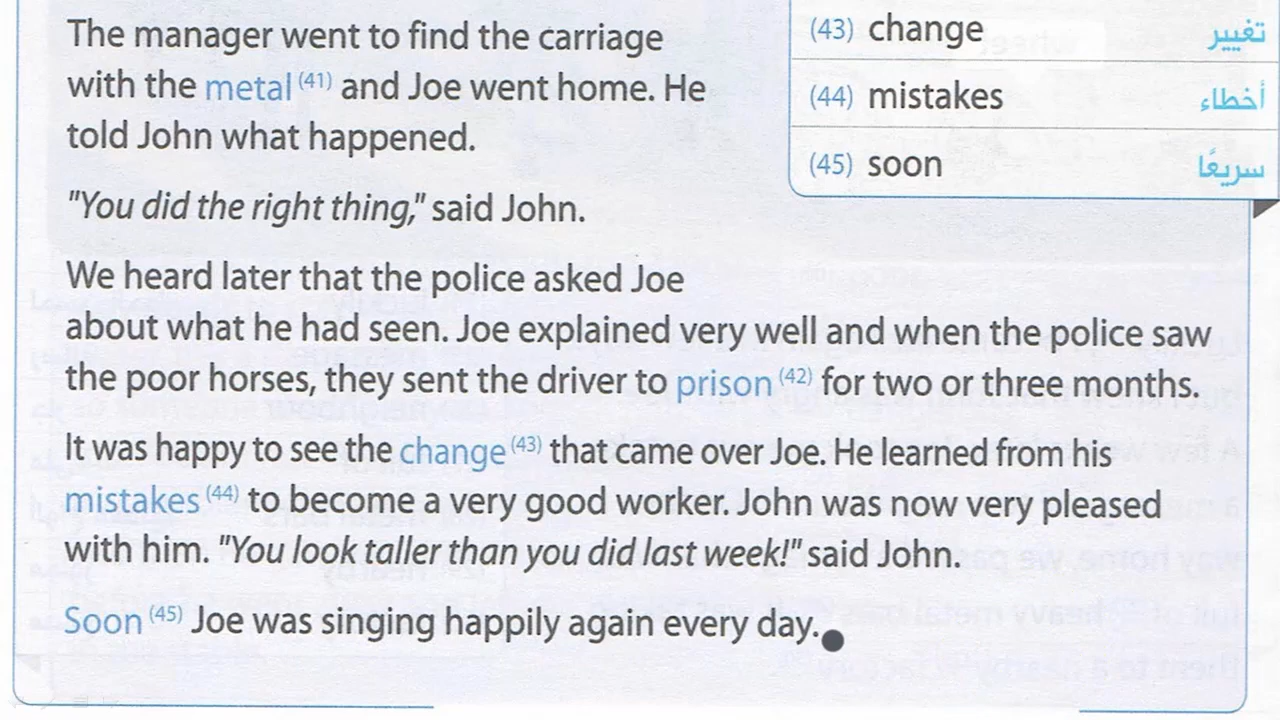 The manager went to find the carriage
with the metal (41) and Joe went home. He
told John what happened.
"You did the right thing," said John.
We heard later that the police asked Joe
about what he had seen. Joe explained very well and when the police saw
the poor horses, they sent the driver to prison (42) for two or three months.
It was happy to see the change (43) that came over Joe. He learned from his
mistakes (44) to become a very good worker. John was now very pleased
with him. "You look taller than you did last week!" said John.
Soon (45) Joe was singing happily again every day.
(43) change تغيير
(44) mistakes أخطاء
(45) soon سريعًا